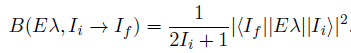 B(Eλ, I_i → I_f) = \frac{1}{2I_i + 1} |⟨I_f||Eλ||I_i⟩|^2.